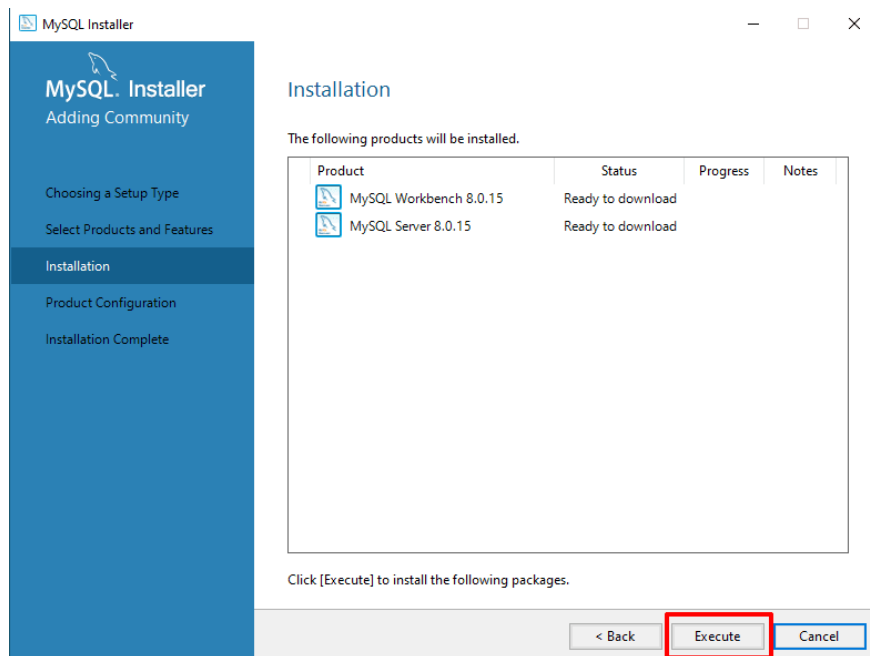 MySQL Installer
MySQL. Installer
Adding Community
Choosing a Setup Type
Select Products and Features
Installation
Product Configuration
Installation Complete
Installation
The following products will be installed.
Product Status Progress Notes
MySQL Workbench 8.0.15 Ready to download
MySQL Server 8.0.15 Ready to download
Click [Execute] to install the following packages.
< Back Execute Cancel